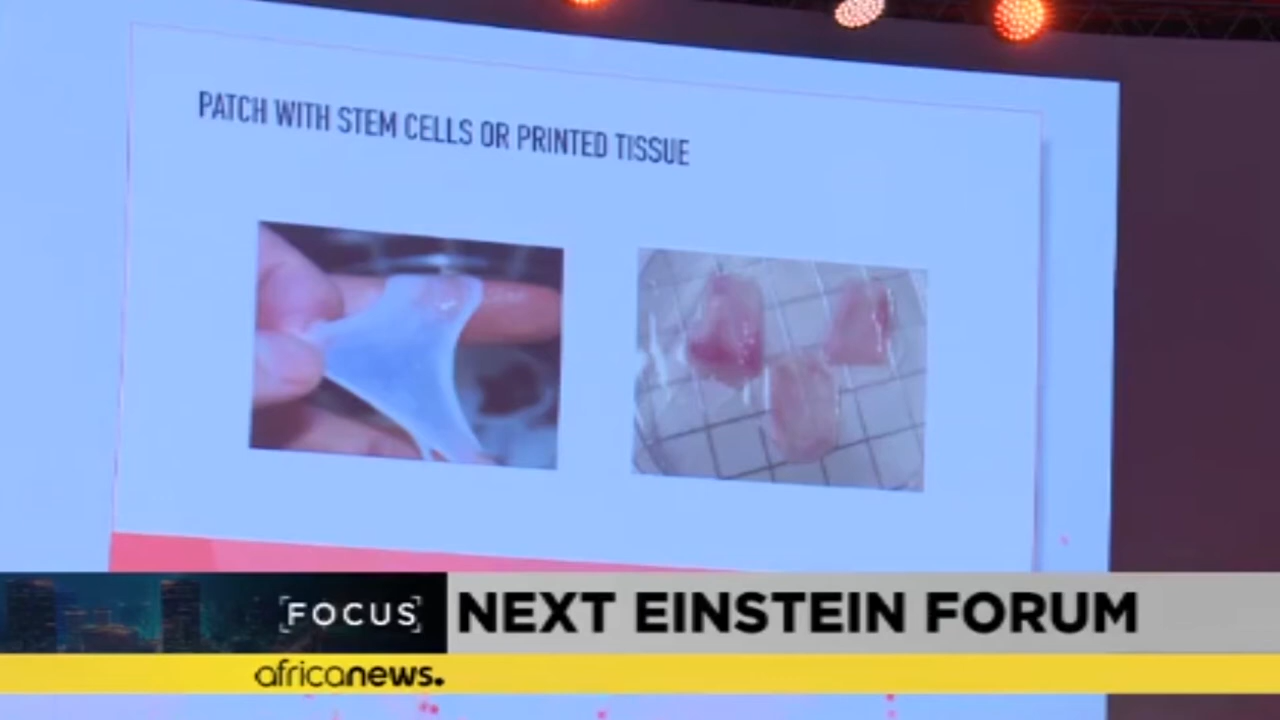 PATCH WITH STEM CELLS OR PRINTED TISSUE
[FOCUS]
NEXT EINSTEIN FORUM
africanews.